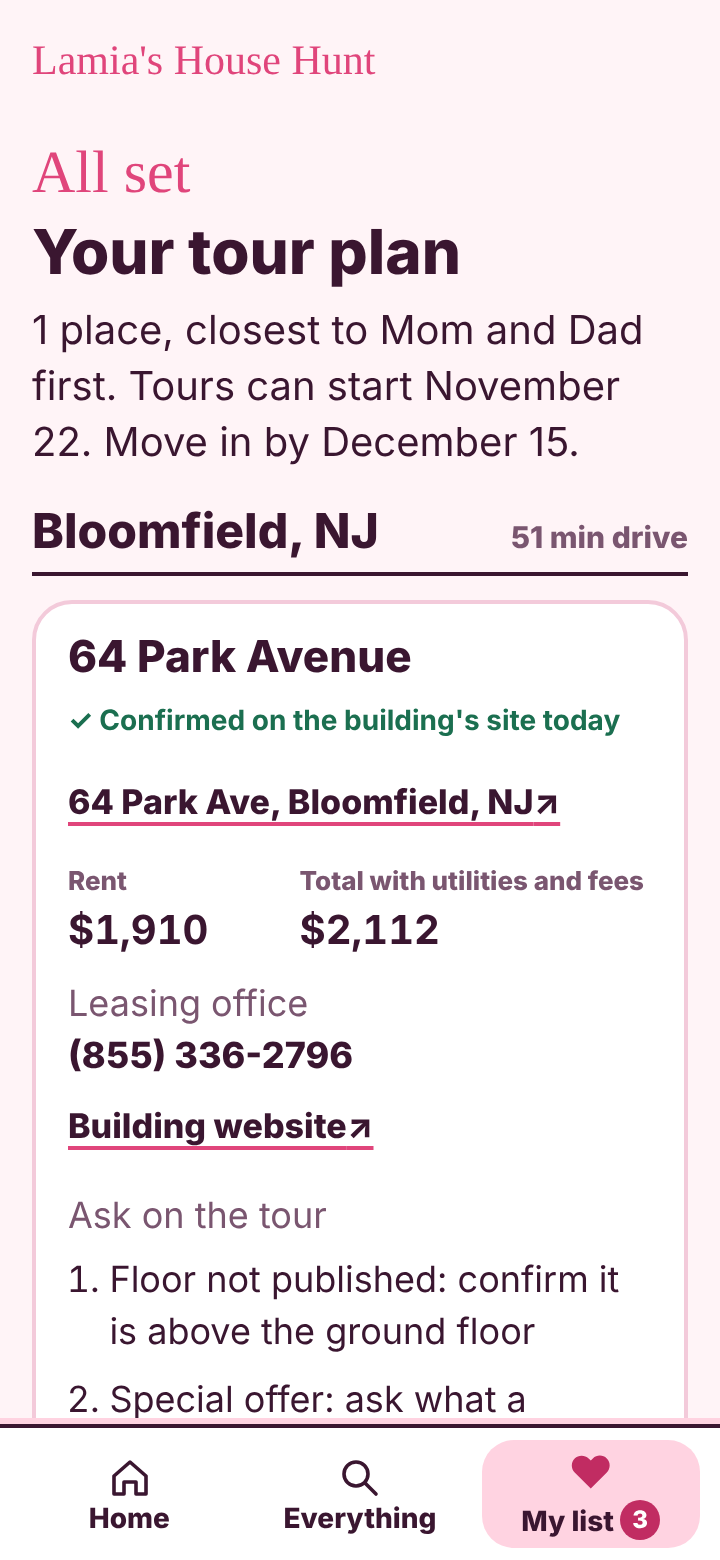 Lamia's House Hunt
All set
Your tour plan
1 place, closest to Mom and Dad
first. Tours can start November
22. Move in by December 15.
Bloomfield, NJ
51 min drive
64 Park Avenue
✓ Confirmed on the building's site today
64 Park Ave, Bloomfield, NJ↗
Rent
Total with utilities and fees
$1,910
$2,112
Leasing office
(855) 336-2796
Building website↗
Ask on the tour
1. Floor not published: confirm it
is above the ground floor
2. Special offer: ask what a
Home
Everything
My list 3